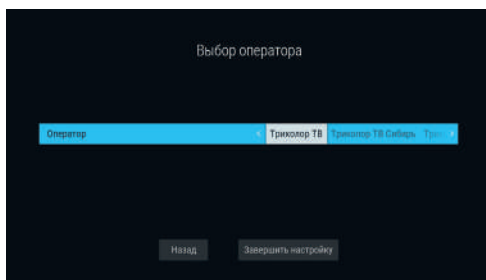 Выбор оператора
Оператор Триколор ТВ Триколор ТВ Сибирь
Назад Завершить настройку